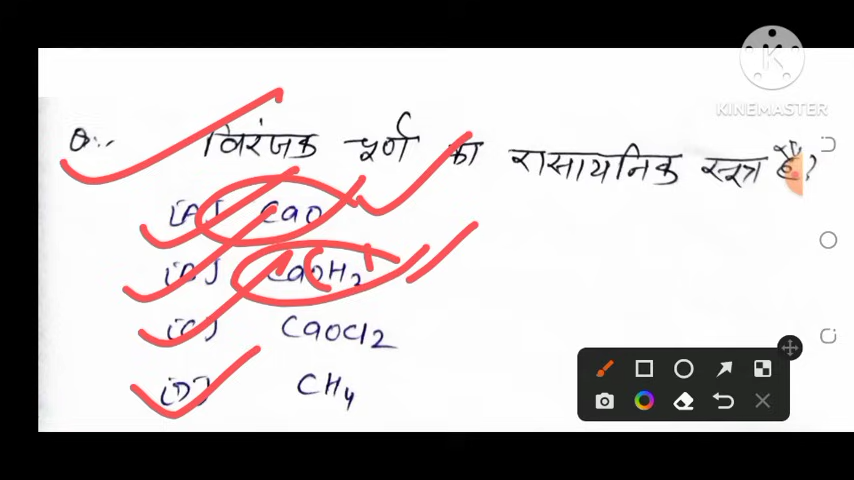 KINEMASTER
Q:- विरंजक चूर्ण का रासायनिक सूत्र है?
(A) CaO
(B) CaOH2
(C) CaOCl2
(D) CH4